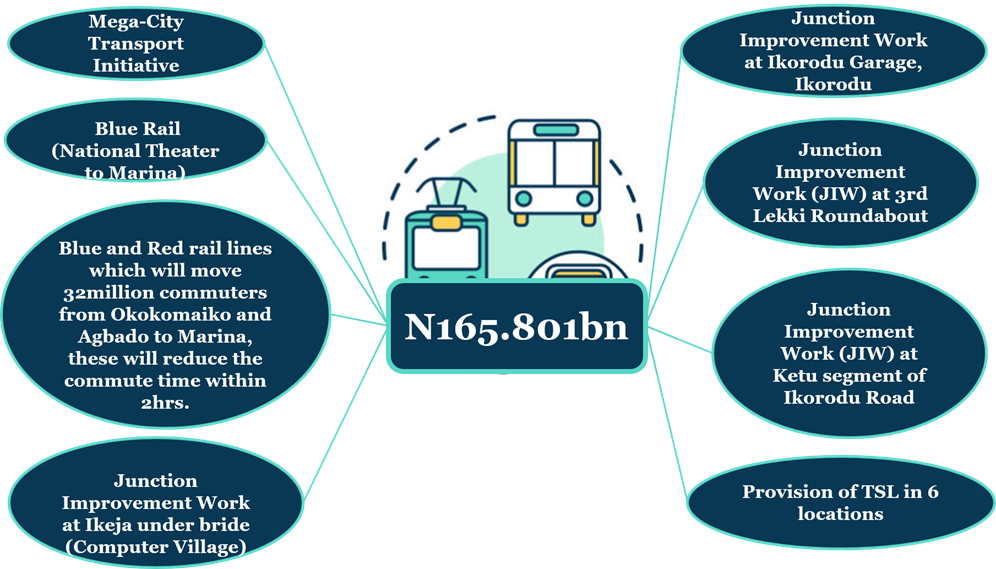 Mega-City
Transport
Initiative
Blue Rail
(National Theater
to Marina)
Blue and Red rail lines
which will move
32million commuters
from Okokomaiko and
Agbado to Marina,
these will reduce the
commute time within
2hrs.
Junction
Improvement Work
at Ikeja under bride
(Computer Village)
N165.801bn
Junction
Improvement Work
at Ikorodu Garage,
Ikorodu
Junction
Improvement
Work (JIW) at 3rd
Lekki Roundabout
Junction
Improvement
Work (JIW) at
Ketu segment of
Ikorodu Road
Provision of TSL in 6
locations